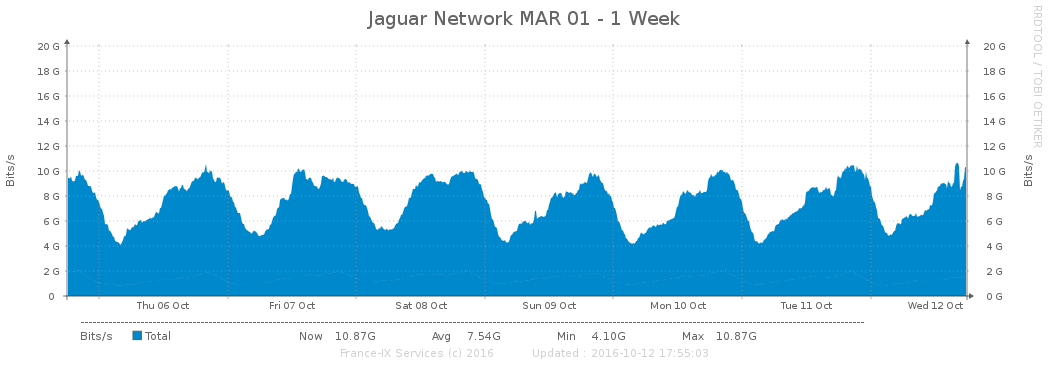 Jaguar Network MAR 01 - 1 Week
RRDTOOL / TOBI OETIKER
Bits/s
20 G 20 G
18 G 18 G
16 G 16 G
14 G 14 G
12 G 12 G
10 G 10 G
8 G 8 G
6 G 6 G
4 G 4 G
2 G 2 G
0 0 G
Bits/s
Thu 06 Oct Fri 07 Oct Sat 08 Oct Sun 09 Oct Mon 10 Oct Tue 11 Oct Wed 12 Oct
Bits/s Total Now 10.87G Avg 7.54G Min 4.10G Max 10.87G
France-IX Services (c) 2016 Updated : 2016-10-12 17:55:03